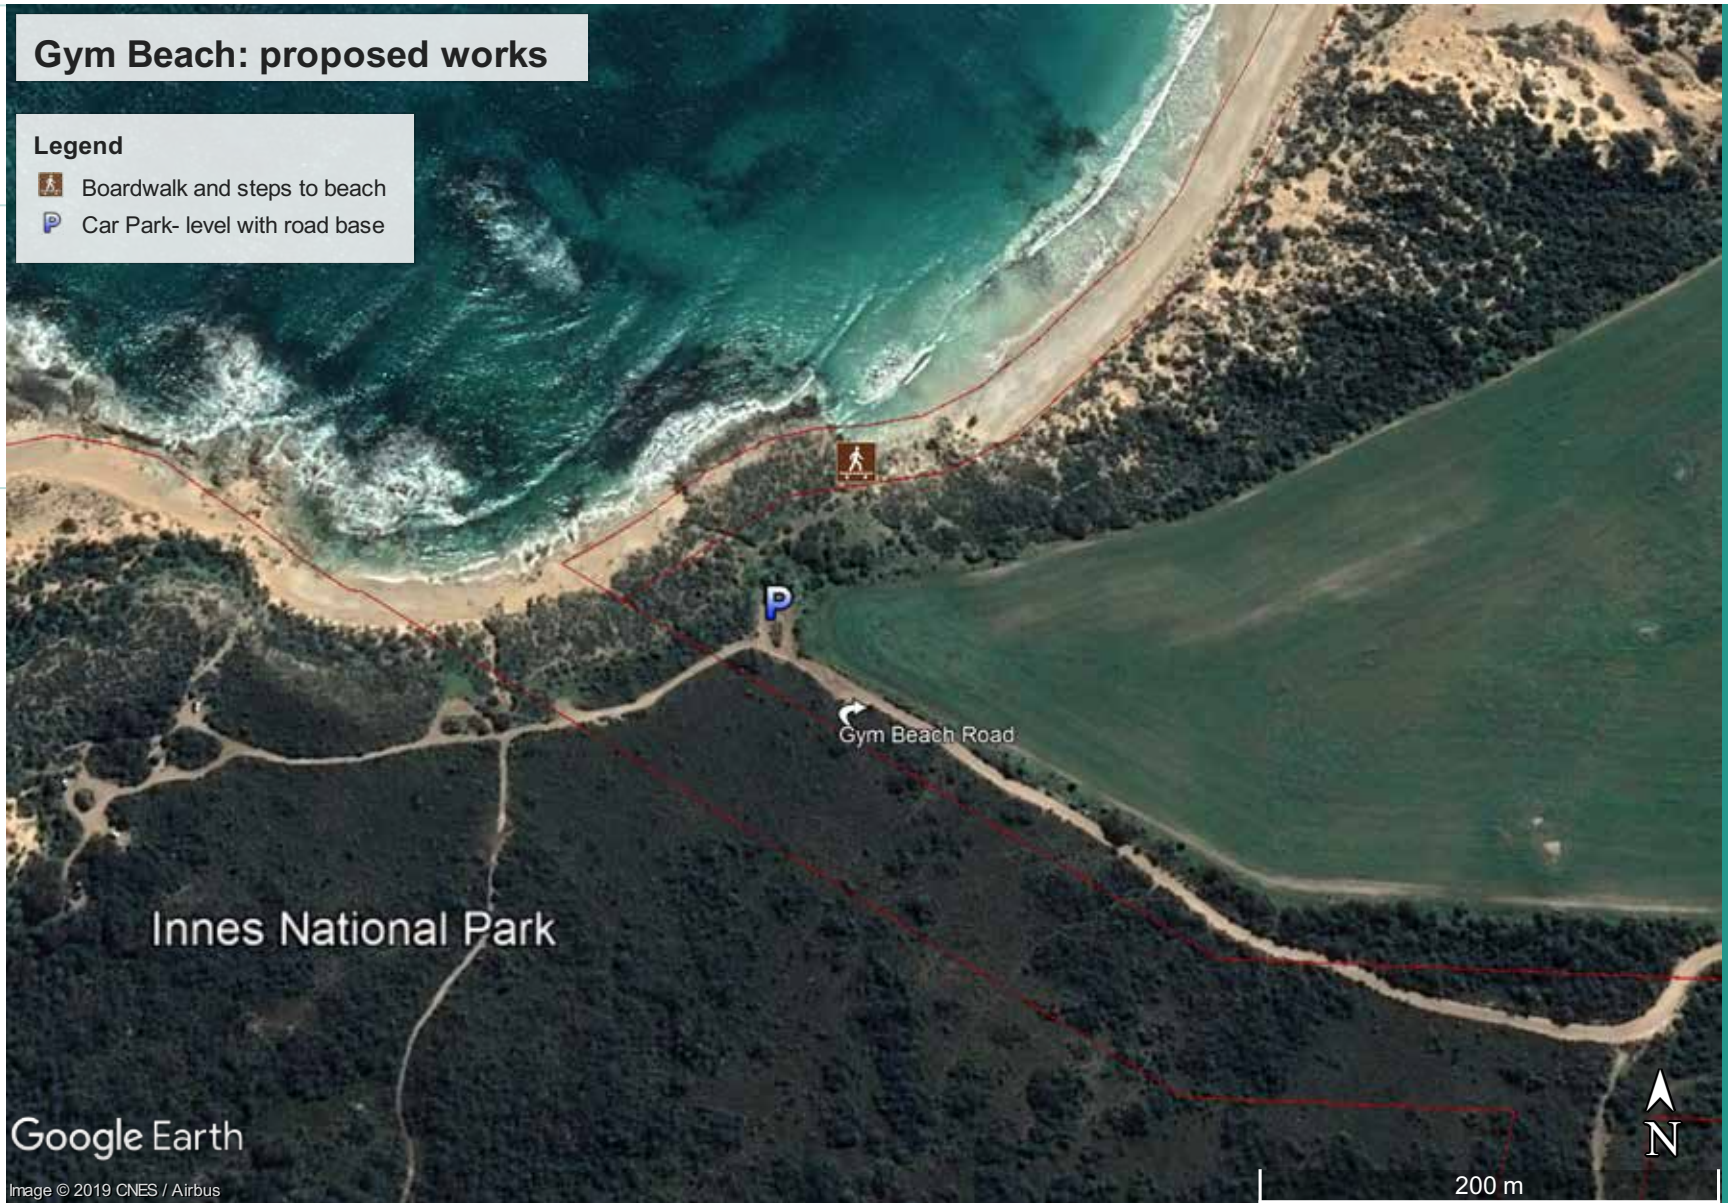 Gym Beach: proposed works
Legend
Boardwalk and steps to beach
P Car Park- level with road base
P
Gym Beach Road
Innes National Park
Google Earth
Image © 2019 CNES / Airbus
N
200 m